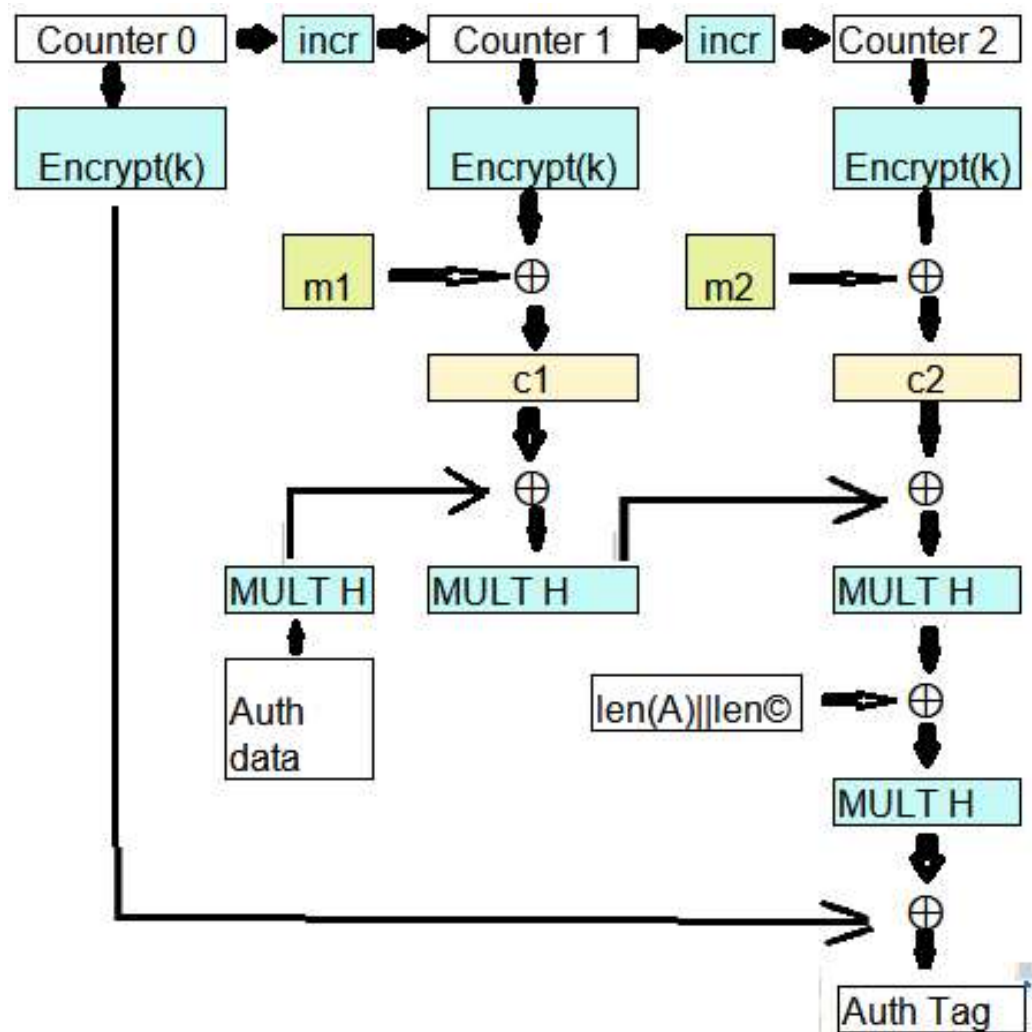 Counter 0
incr
Counter 1
incr
Counter 2
Encrypt(k)
Encrypt(k)
Encrypt(k)
m1
m2
c1
c2
MULT H
MULT H
MULT H
Auth
data
len(A)||len©
MULT H
Auth Tag